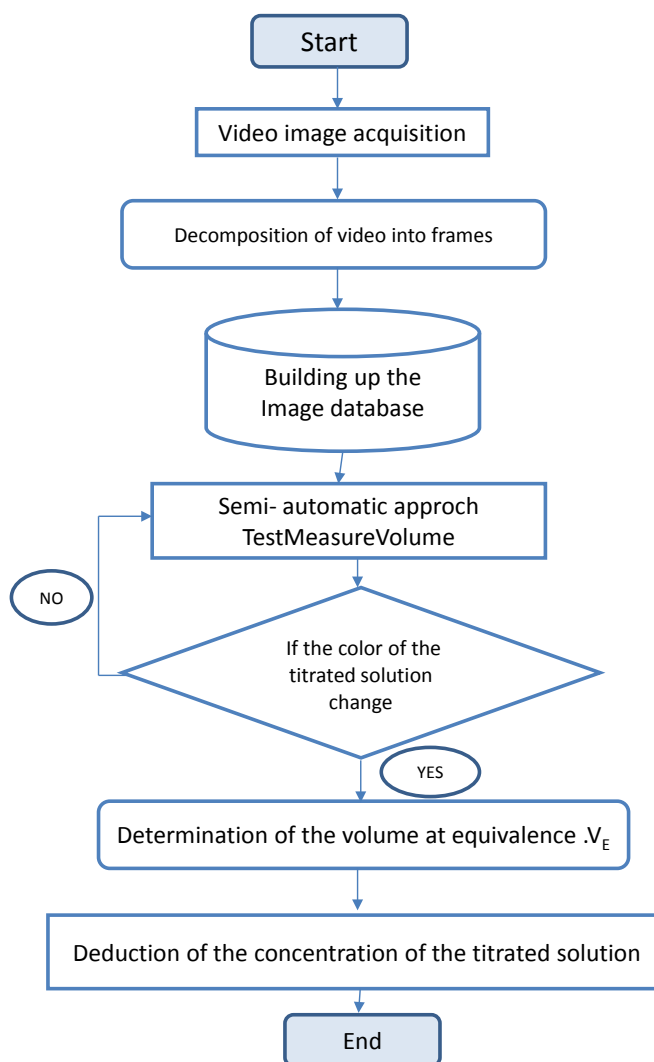 Start
Video image acquisition
Decomposition of video into frames
Building up the
Image database
Semi- automatic approch
TestMeasureVolume
NO
If the color of the
titrated solution
change
YES
Determination of the volume at equivalence .V_E
Deduction of the concentration of the titrated solution
End